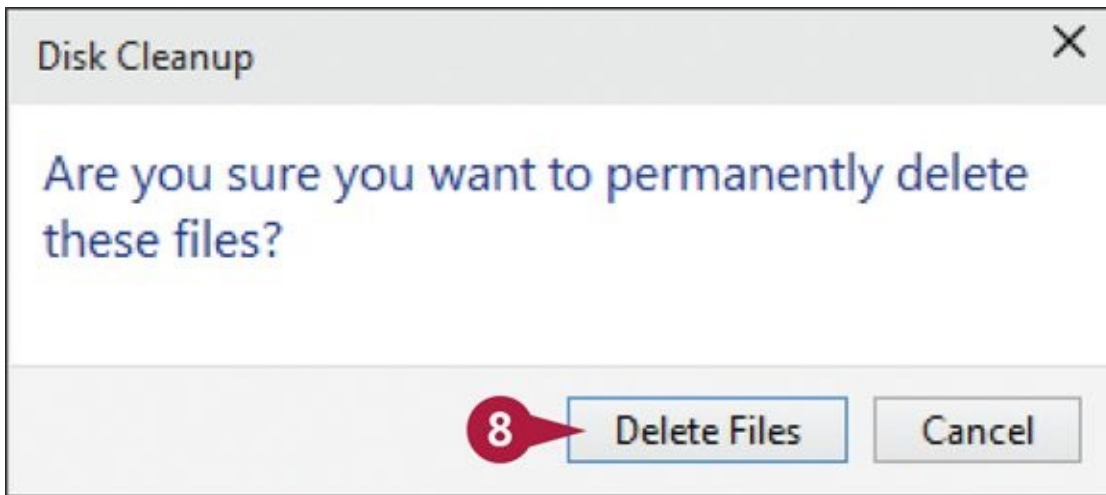 Disk Cleanup
Are you sure you want to permanently delete
these files?
8 Delete Files Cancel